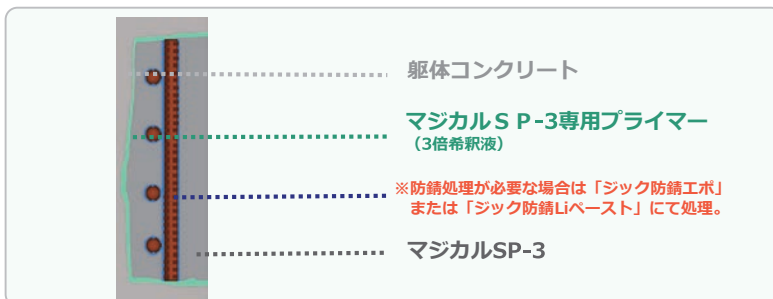 躯体コンクリート
マジカルＳＰ-3専用プライマー
（3倍希釈液）
※防錆処理が必要な場合は「ジック防錆エポ」
または「ジック防錆Liペースト」にて処理。
マジカルSP-3